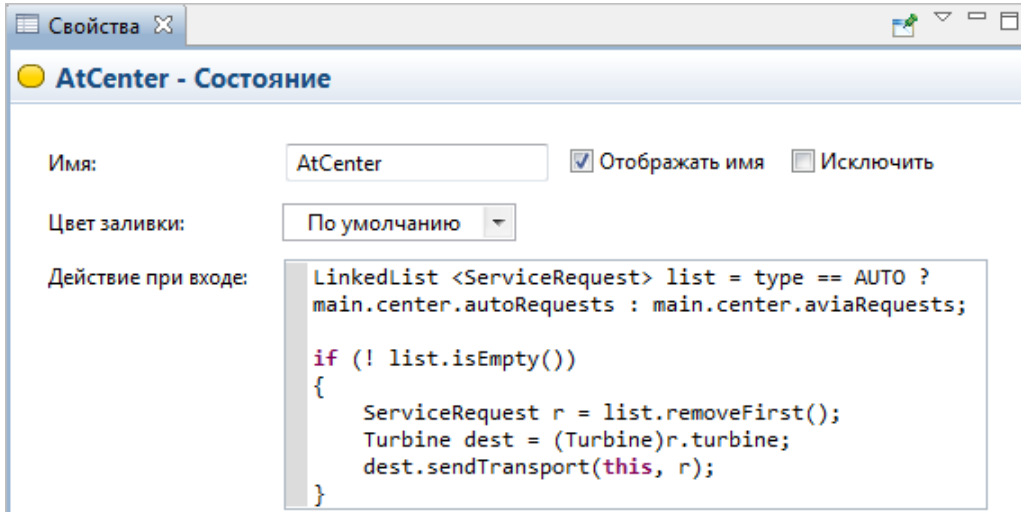 Свойства
AtCenter - Состояние
Имя: AtCenter Отображать имя Исключить
Цвет заливки: По умолчанию
Действие при входе: LinkedList <ServiceRequest> list = type == AUTO ?
main.center.autoRequests : main.center.aviaRequests;
if (! list.isEmpty())
{
ServiceRequest r = list.removeFirst();
Turbine dest = (Turbine)r.turbine;
dest.sendTransport(this, r);
}